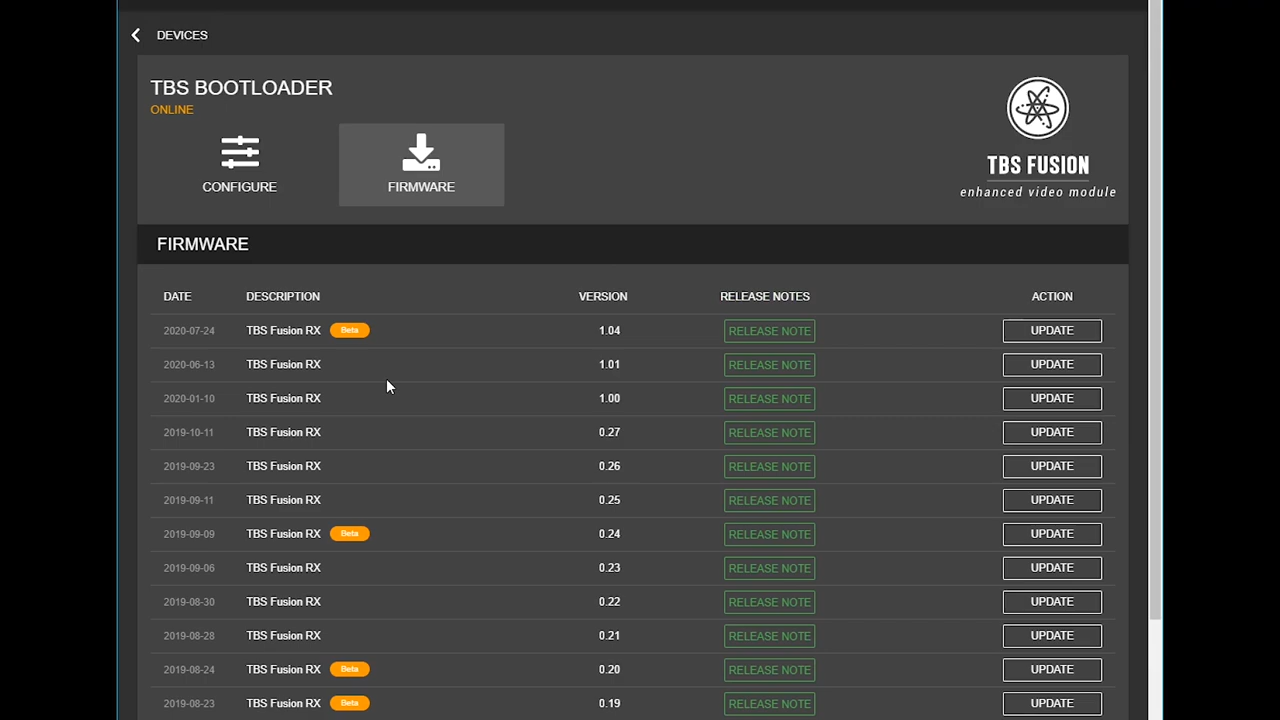 DEVICES
TBS BOOTLOADER
ONLINE
CONFIGURE
FIRMWARE
TBS FUSION
enhanced video module
FIRMWARE
DATE DESCRIPTION VERSION RELEASE NOTES ACTION
2020-07-24 TBS Fusion RX Beta 1.04 RELEASE NOTE UPDATE
2020-06-13 TBS Fusion RX 1.01 RELEASE NOTE UPDATE
2020-01-10 TBS Fusion RX 1.00 RELEASE NOTE UPDATE
2019-10-11 TBS Fusion RX 0.27 RELEASE NOTE UPDATE
2019-09-23 TBS Fusion RX 0.26 RELEASE NOTE UPDATE
2019-09-11 TBS Fusion RX 0.25 RELEASE NOTE UPDATE
2019-09-09 TBS Fusion RX Beta 0.24 RELEASE NOTE UPDATE
2019-09-06 TBS Fusion RX 0.23 RELEASE NOTE UPDATE
2019-08-30 TBS Fusion RX 0.22 RELEASE NOTE UPDATE
2019-08-28 TBS Fusion RX 0.21 RELEASE NOTE UPDATE
2019-08-24 TBS Fusion RX Beta 0.20 RELEASE NOTE UPDATE
2019-08-23 TBS Fusion RX Beta 0.19 RELEASE NOTE UPDATE